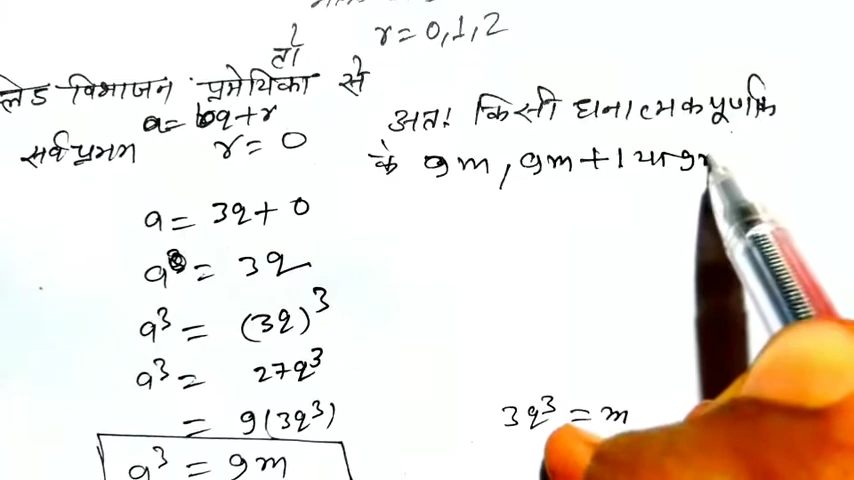 r = 0,1,2
तो
लेड विभाजन प्रमेयिका से
a = bq+r
सर्वप्रथम r = 0
a = 3q + 0
a = 3q
a³ = (3q)³
a³ = 27q³
= 9(3q³)
a³ = 9m
अतः किसी धनात्मक पूर्णांक
के 9m, 9m+1 या 9m
3q³ = m